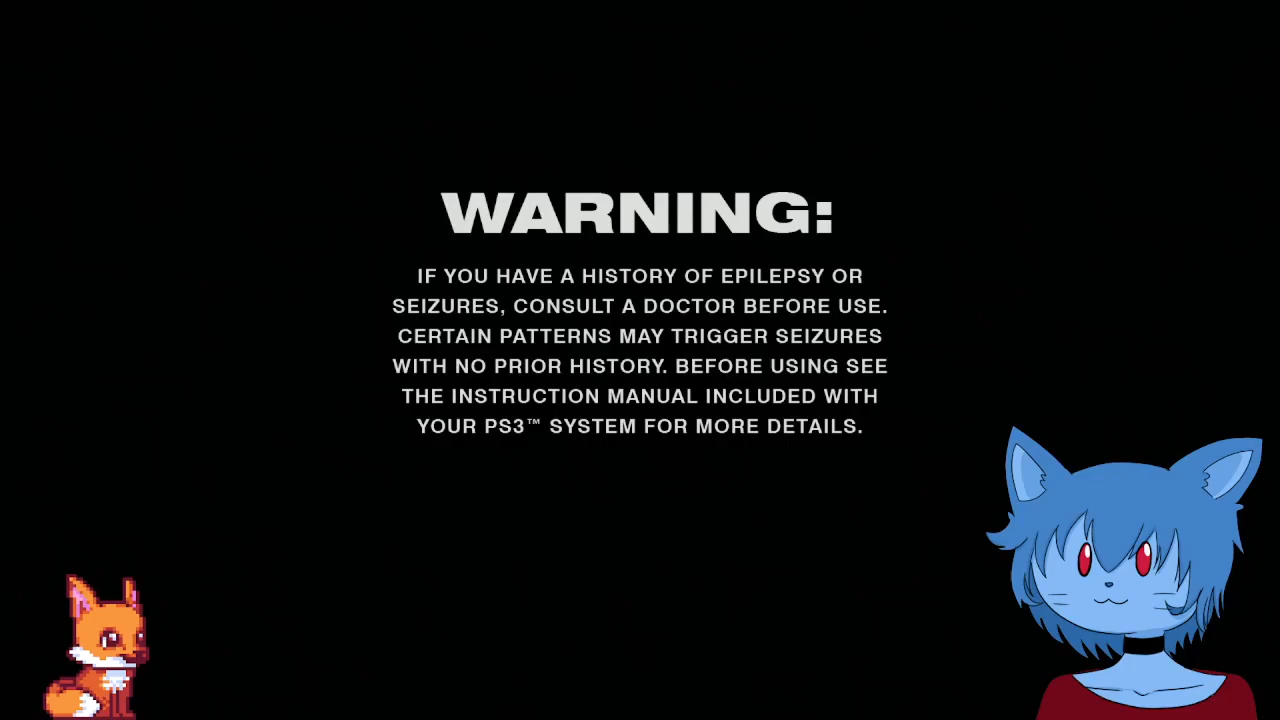 WARNING:
IF YOU HAVE A HISTORY OF EPILEPSY OR
SEIZURES, CONSULT A DOCTOR BEFORE USE.
CERTAIN PATTERNS MAY TRIGGER SEIZURES
WITH NO PRIOR HISTORY. BEFORE USING SEE
THE INSTRUCTION MANUAL INCLUDED WITH
YOUR PS3™ SYSTEM FOR MORE DETAILS.